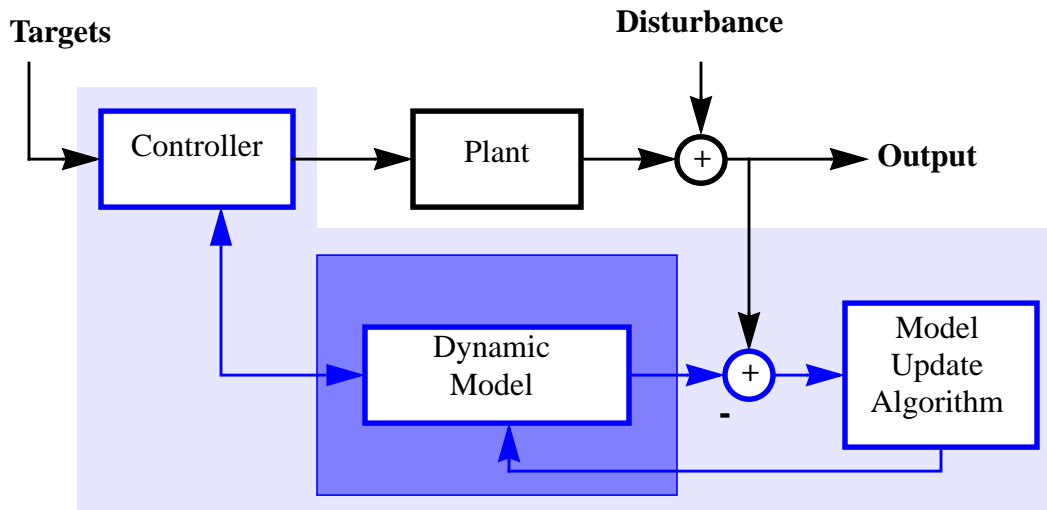 Targets
Disturbance
Controller
Plant
+
Output
Dynamic
Model
+
-
Model
Update
Algorithm